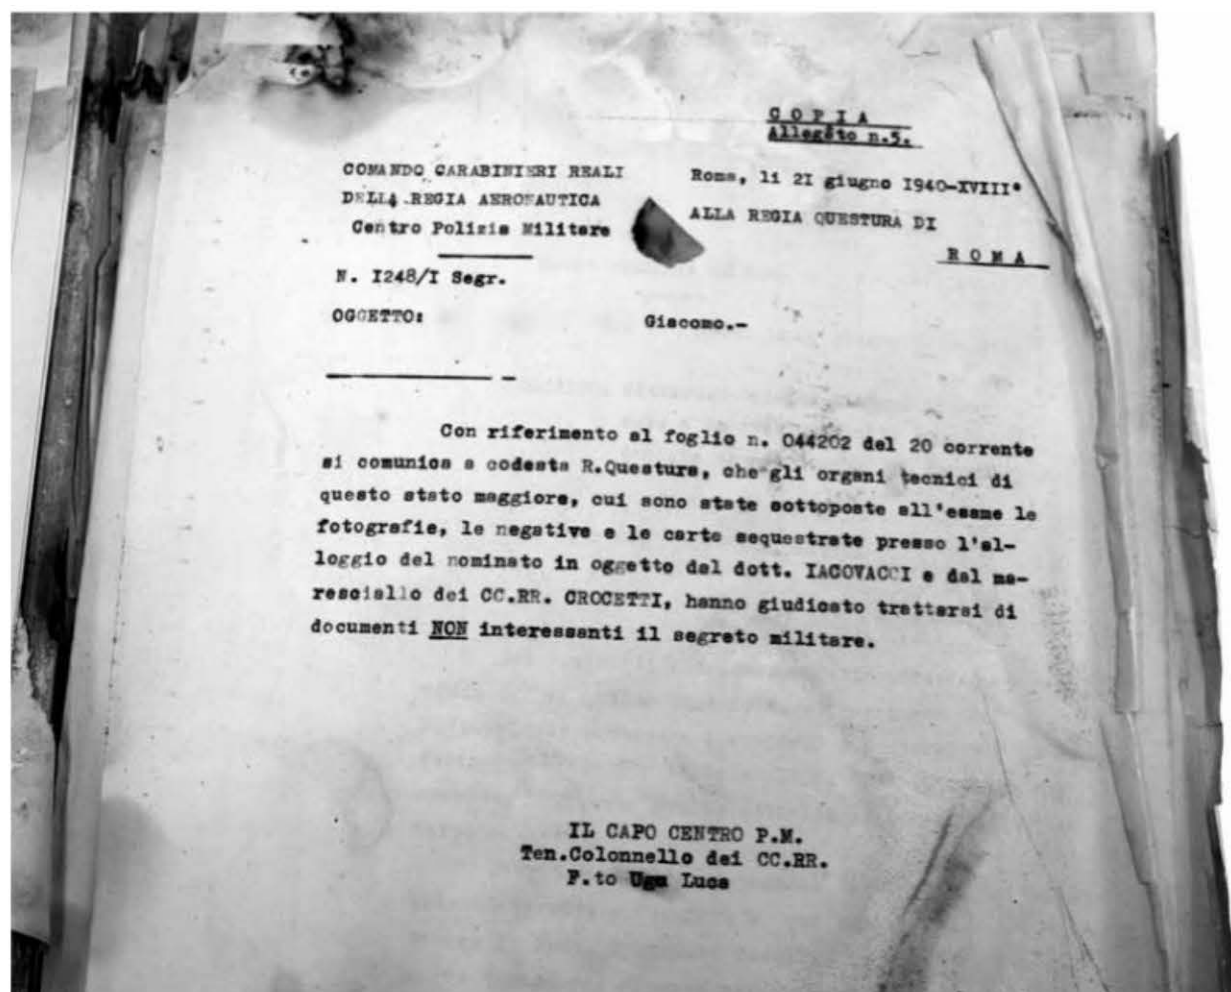 COPIA
Allegato n.5.
COMANDO CARABINIERI REALI
DELLA REGIA AERONAUTICA
Centro Polizia Militare
Roma, li 2I giugno I940-XVIII°
ALLA REGIA QUESTURA DI
ROMA
N. I248/I Segr.
OGGETTO: Giacomo.-
Con riferimento al foglio n. 044202 del 20 corrente
si comunica a codesta R.Questura, che gli organi tecnici di
questo stato maggiore, cui sono state sottoposte all'esame le
fotografie, le negative e le carte sequestrate presso l'al-
loggio del nominato in oggetto dal dott. IACOVACCI e dal ma-
resciallo dei CC.RR. CROCETTI, hanno giudicato trattarsi di
documenti NON interessanti il segreto militare.
IL CAPO CENTRO P.M.
Ten.Colonnello dei CC.RR.
F.to Ugo Luca